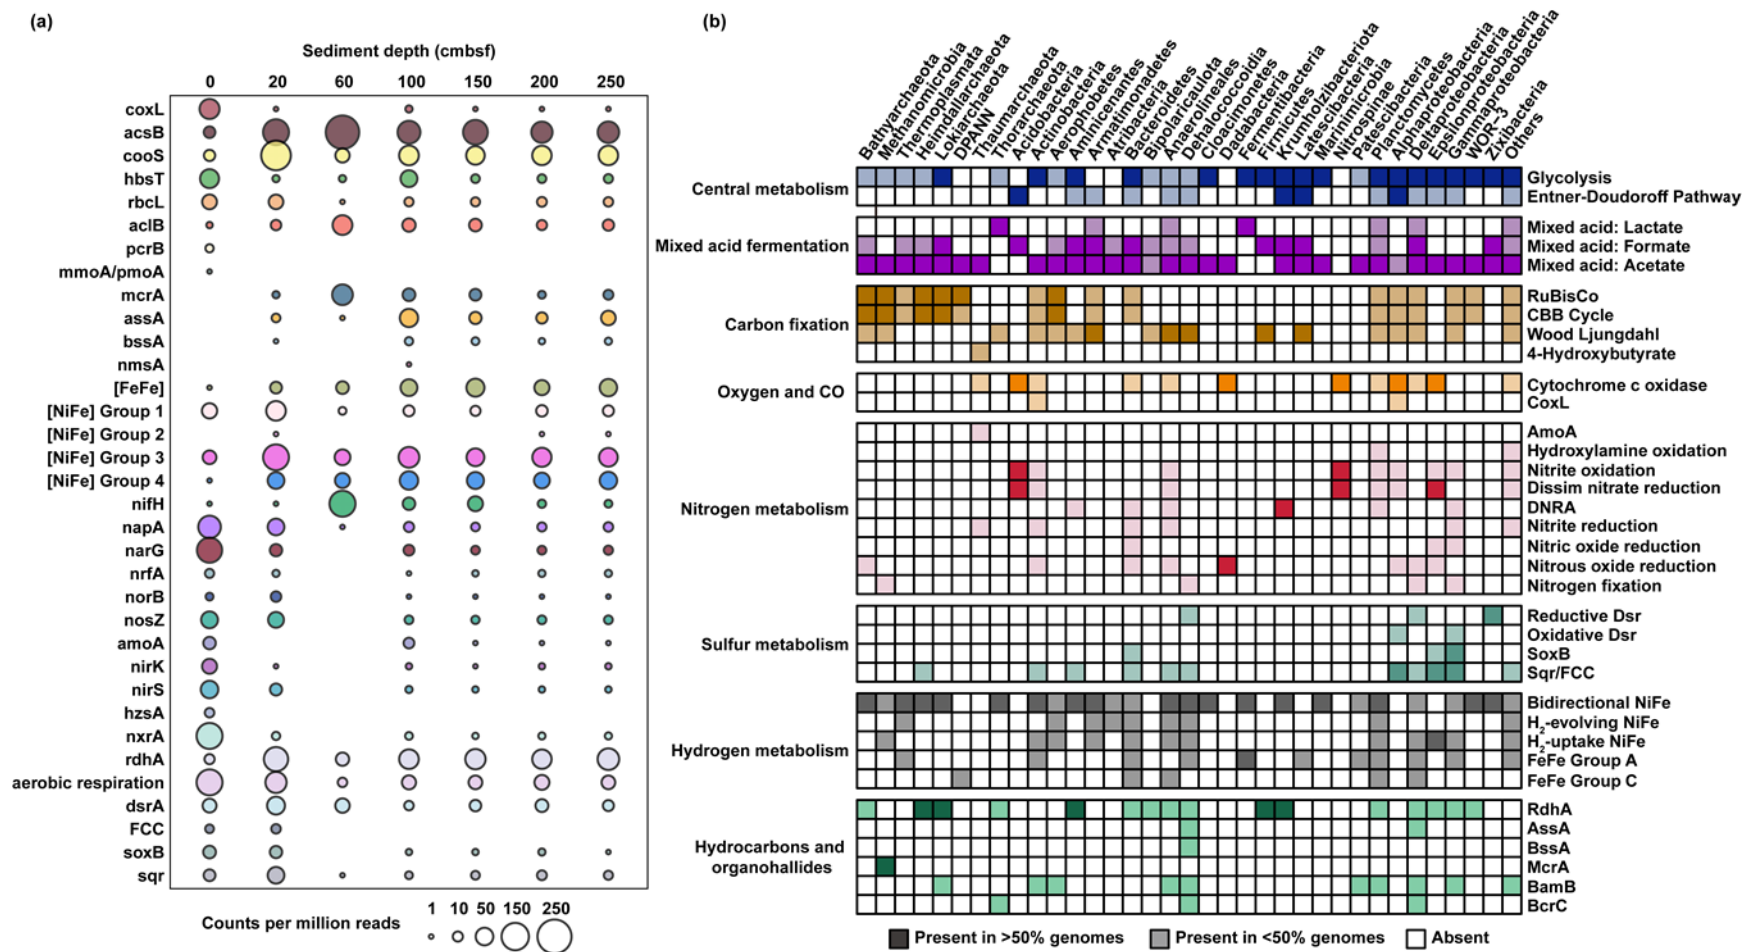 (a)
Sediment depth (cmbsf)
0 20 60 100 150 200 250
coxL
acsB
cooS
hbsT
rbcL
aclB
pcrB
mmoA/pmoA
mcrA
assA
bssA
nmsA
[FeFe]
[NiFe] Group 1
[NiFe] Group 2
[NiFe] Group 3
[NiFe] Group 4
nifH
napA
narG
nrfA
norB
nosZ
amoA
nirK
nirS
hzsA
nxrA
rdhA
aerobic respiration
dsrA
FCC
soxB
sqr
Counts per million reads
1 10 50 150 250
(b)
Bathyarchaeota
Methanomicrobia
Thermoplasmata
Heimdallarchaeota
Lokiarchaeota
DPANN
Thaumarchaeota
Thorarchaeota
Acidobacteria
Actinobacteria
Aerophobetes
Aminicenantes
Armatimonadetes
Atribacteria
Bacteroidetes
Bipolaricaulota
Anaerolineales
Dehalococcoidia
Cloacimonetes
Dadabacteria
Fermentibacteria
Firmicutes
Krumholzibacteriota
Latescibacteria
Marinimicrobia
Nitrospinae
Patescibacteria
Planctomycetes
Alphaproteobacteria
Deltaproteobacteria
Epsilonproteobacteria
Gammaproteobacteria
WOR-3
Zixibacteria
Others
Central metabolism
Glycolysis
Entner-Doudoroff Pathway
Mixed acid fermentation
Mixed acid: Lactate
Mixed acid: Formate
Mixed acid: Acetate
Carbon fixation
RuBisCo
CBB Cycle
Wood Ljungdahl
4-Hydroxybutyrate
Oxygen and CO
Cytochrome c oxidase
CoxL
Nitrogen metabolism
AmoA
Hydroxylamine oxidation
Nitrite oxidation
Dissim nitrate reduction
DNRA
Nitrite reduction
Nitric oxide reduction
Nitrous oxide reduction
Nitrogen fixation
Sulfur metabolism
Reductive Dsr
Oxidative Dsr
SoxB
Sqr/FCC
Hydrogen metabolism
Bidirectional NiFe
H2-evolving NiFe
H2-uptake NiFe
FeFe Group A
FeFe Group C
Hydrocarbons and
organohallides
RdhA
AssA
BssA
McrA
BamB
BcrC
Present in >50% genomes
Present in <50% genomes
Absent